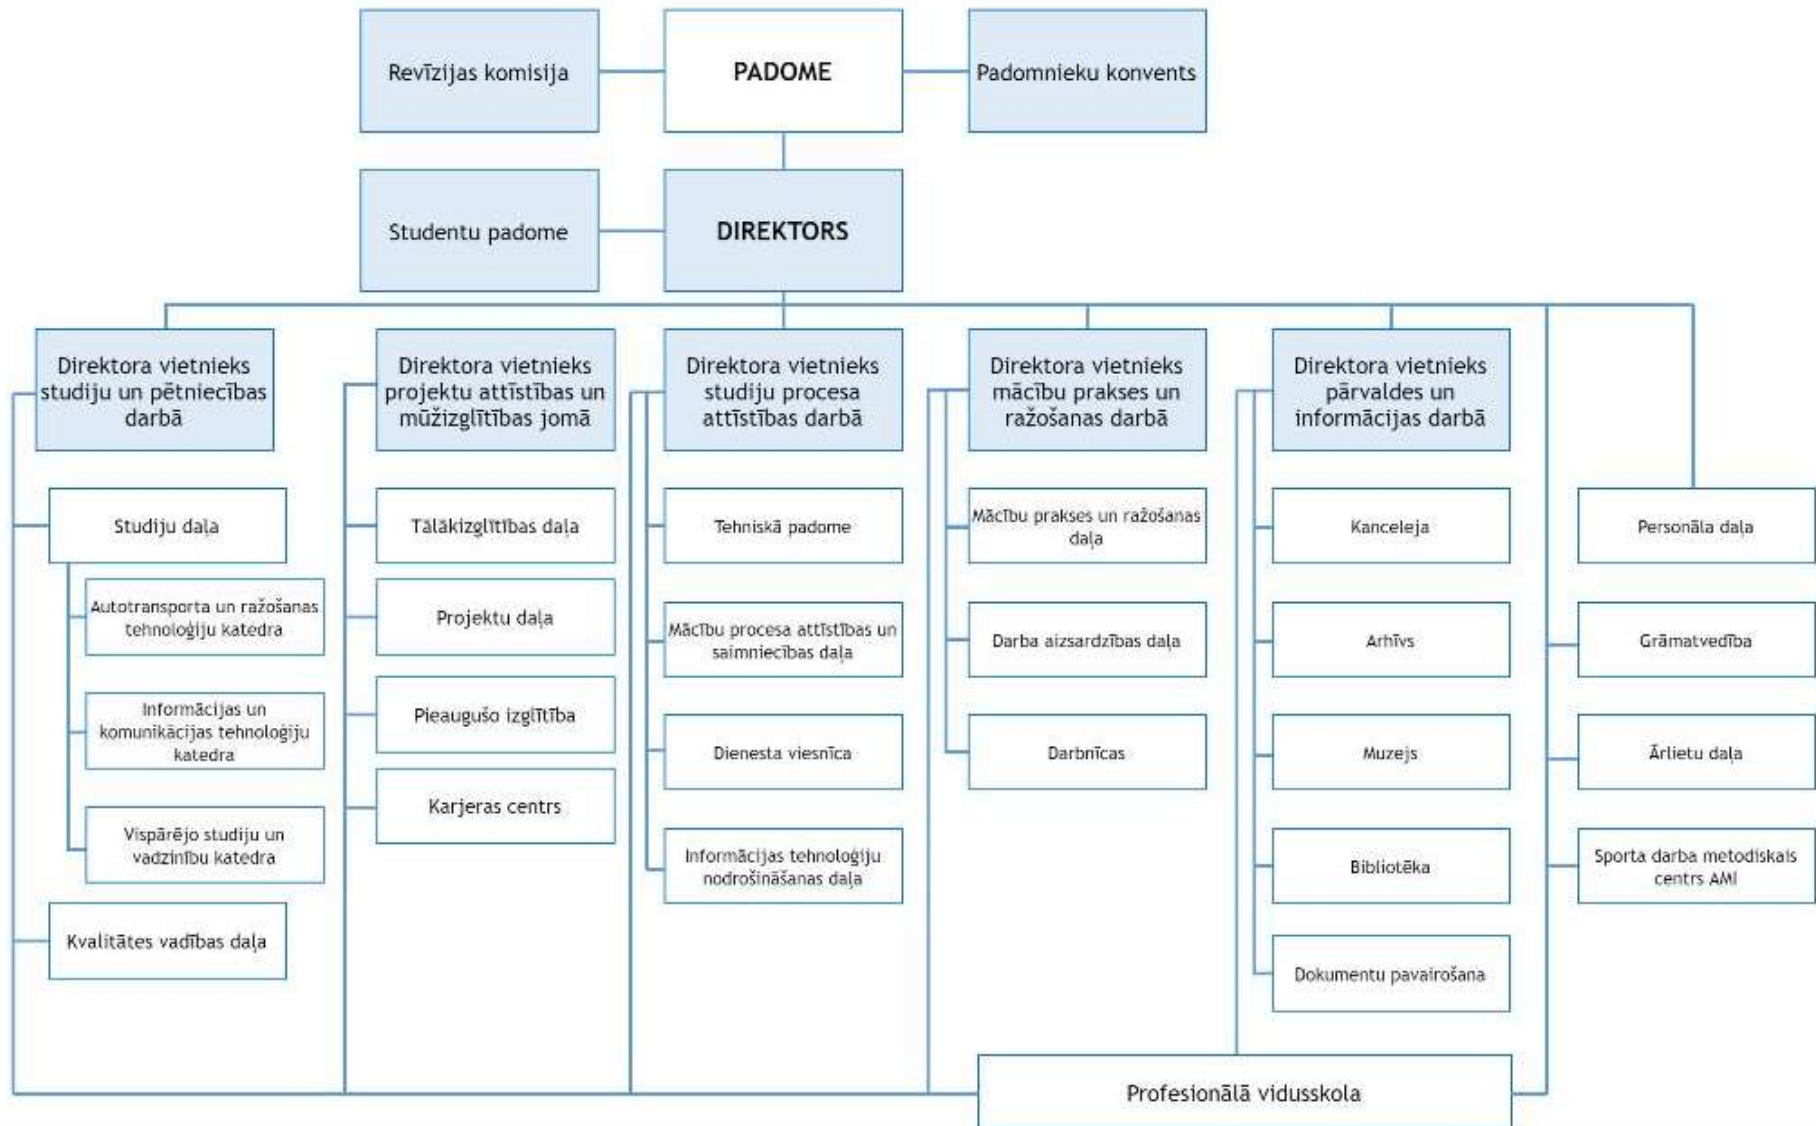 Revīzijas komisija
PADOME
Padomnieku konvents
Studentu padome
DIREKTORS
Direktora vietnieks
studiju un pētniecības
darbā
Direktora vietnieks
projektu attīstības un
mūžizglītības jomā
Direktora vietnieks
studiju procesa
attīstības darbā
Direktora vietnieks
mācību prakses un
ražošanas darbā
Direktora vietnieks
pārvaldes un
informācijas darbā
Studiju daļa
Autotransporta un ražošanas
tehnoloģiju katedra
Informācijas un
komunikācijas tehnoloģiju
katedra
Vispārējo studiju un
vadzinību katedra
Kvalitātes vadības daļa
Tālākizglītības daļa
Projektu daļa
Pieaugušo izglītība
Karjeras centrs
Tehniskā padome
Mācību procesa attīstības un
saimniecības daļa
Dienesta viesnīca
Informācijas tehnoloģiju
nodrošināšanas daļa
Mācību prakses un ražošanas
daļa
Darba aizsardzības daļa
Darbnīcas
Kanceleja
Arhīvs
Muzejs
Bibliotēka
Dokumentu pavairošana
Personāla daļa
Grāmatvedība
Ārlietu daļa
Sporta darba metodiskais
centrs AMI
Profesionālā vidusskola